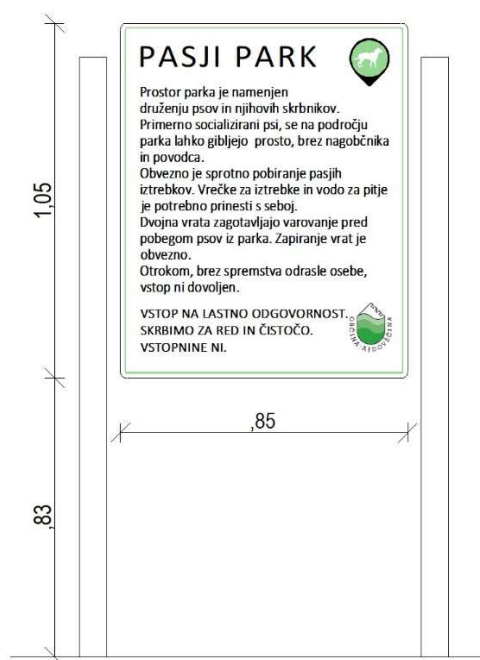 PASJI PARK
Prostor parka je namenjen
druženju psov in njihovih skrbnikov.
Primerno socializirani psi, se na področju
parka lahko gibljejo prosto, brez nagobčnika
in povodca.
Obvezno je sprotno pobiranje pasjih
iztrebkov. Vrečke za iztrebke in vodo za pitje
je potrebno prinesti s seboj.
Dvojna vrata zagotavljajo varovanje pred
pobegom psov iz parka. Zapiranje vrat je
obvezno.
Otrokom, brez spremstva odrasle osebe,
vstop ni dovoljen.
VSTOP NA LASTNO ODGOVORNOST.
SKRBIMO ZA RED IN ČISTOČO.
VSTOPNINE NI.
OBČINA · AJDOVŠČINA
1,05
,85
,83